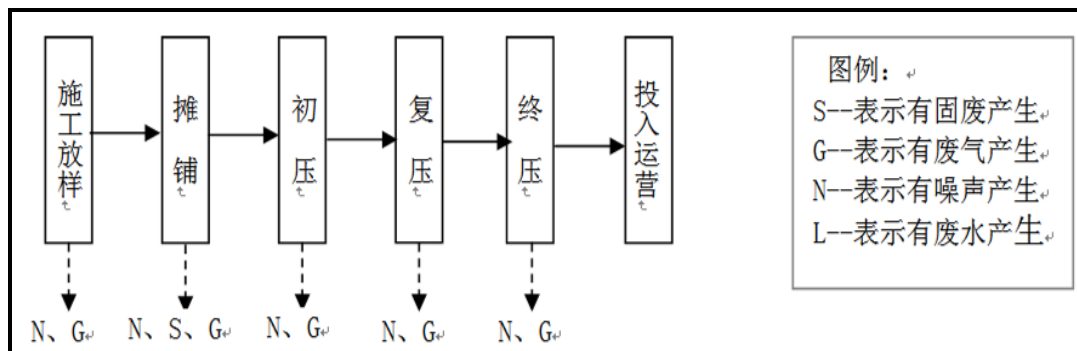 施工放样
摊铺
初压
复压
终压
投入运营
N、G
N、S、G
N、G
N、G
N、G
图例：
S--表示有固废产生
G--表示有废气产生
N--表示有噪声产生
L--表示有废水产生